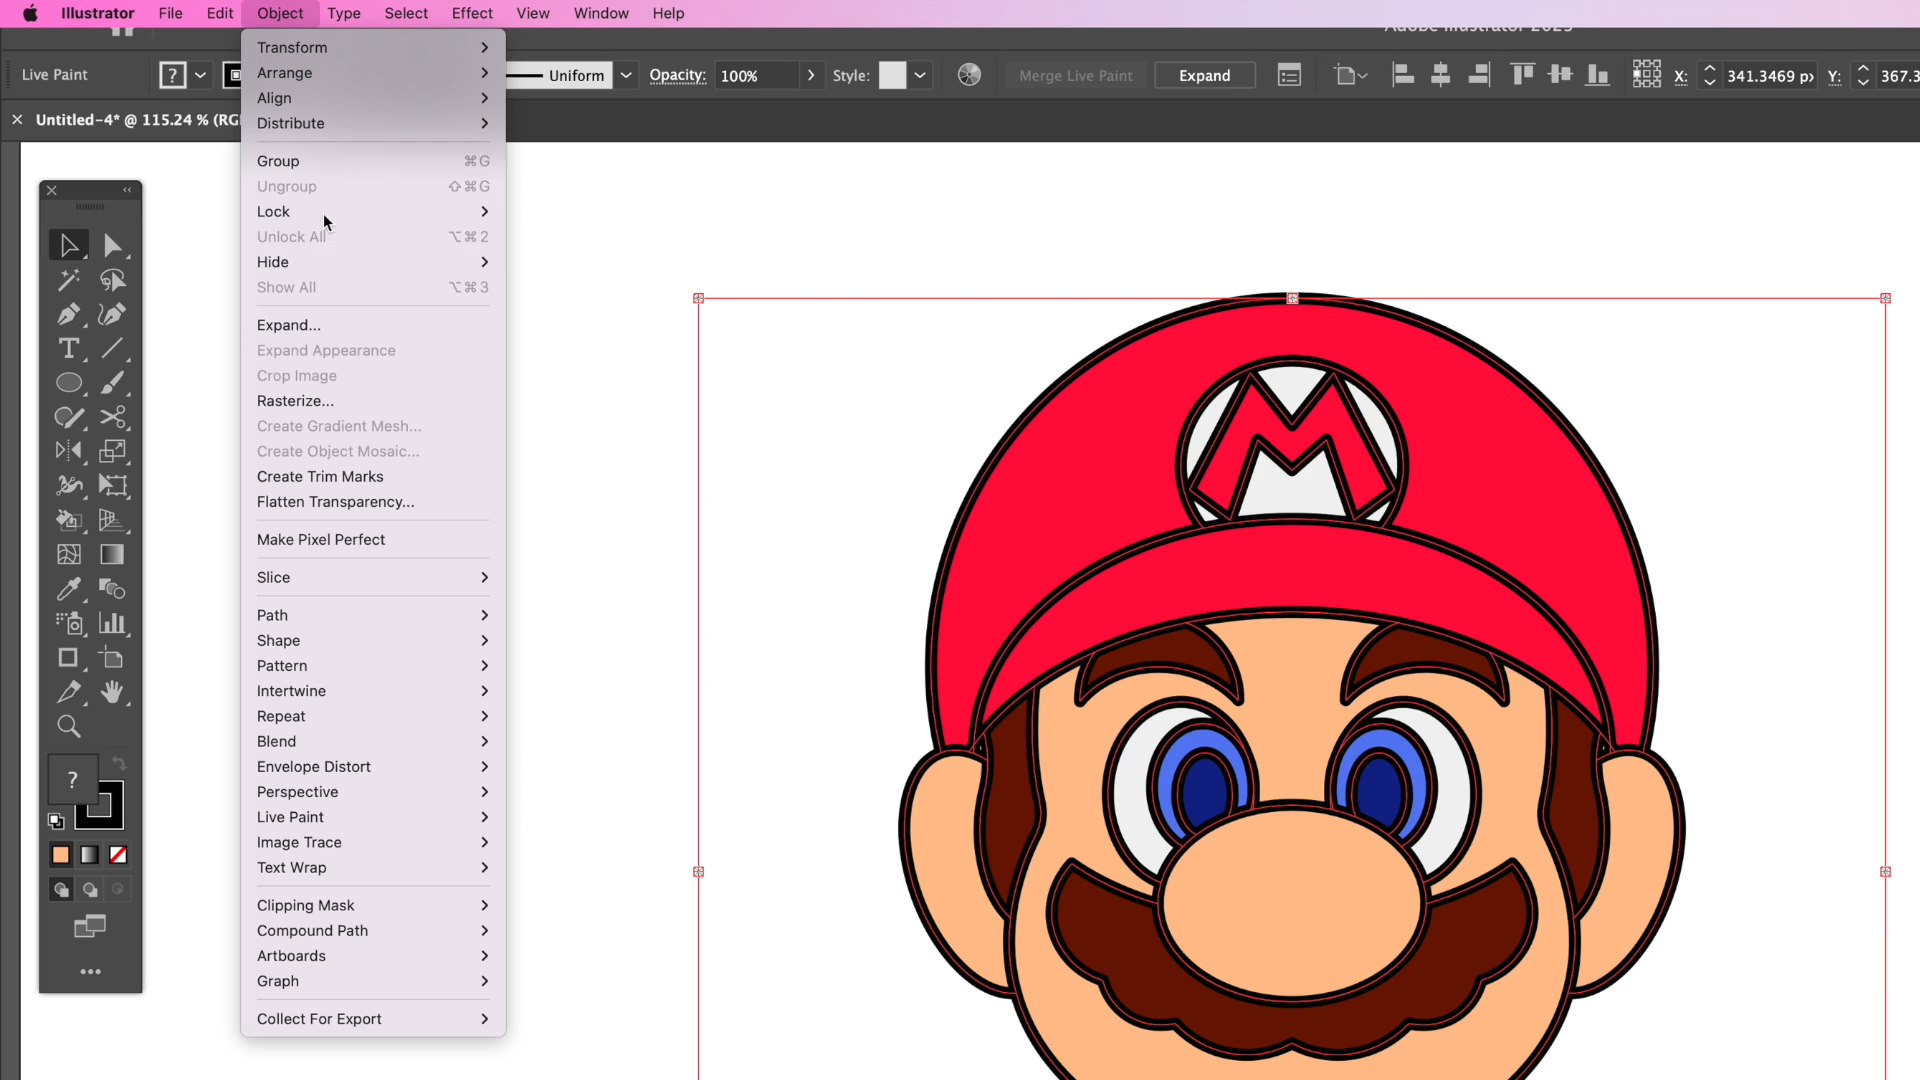 Illustrator File Edit Object Type Select Effect View Window Help
Adobe Illustrator 2025
Live Paint ? Uniform Opacity: 100% Style: Merge Live Paint Expand X: 341.3469 p Y: 367.3
× Untitled-4* @ 115.24 % (RG
Transform
Arrange
Align
Distribute
Group ⌘G
Ungroup ⇧⌘G
Lock
Unlock All ⌥⌘2
Hide
Show All ⌥⌘3
Expand...
Expand Appearance
Crop Image
Rasterize...
Create Gradient Mesh...
Create Object Mosaic...
Create Trim Marks
Flatten Transparency...
Make Pixel Perfect
Slice
Path
Shape
Pattern
Intertwine
Repeat
Blend
Envelope Distort
Perspective
Live Paint
Image Trace
Text Wrap
Clipping Mask
Compound Path
Artboards
Graph
Collect For Export
T
?
M